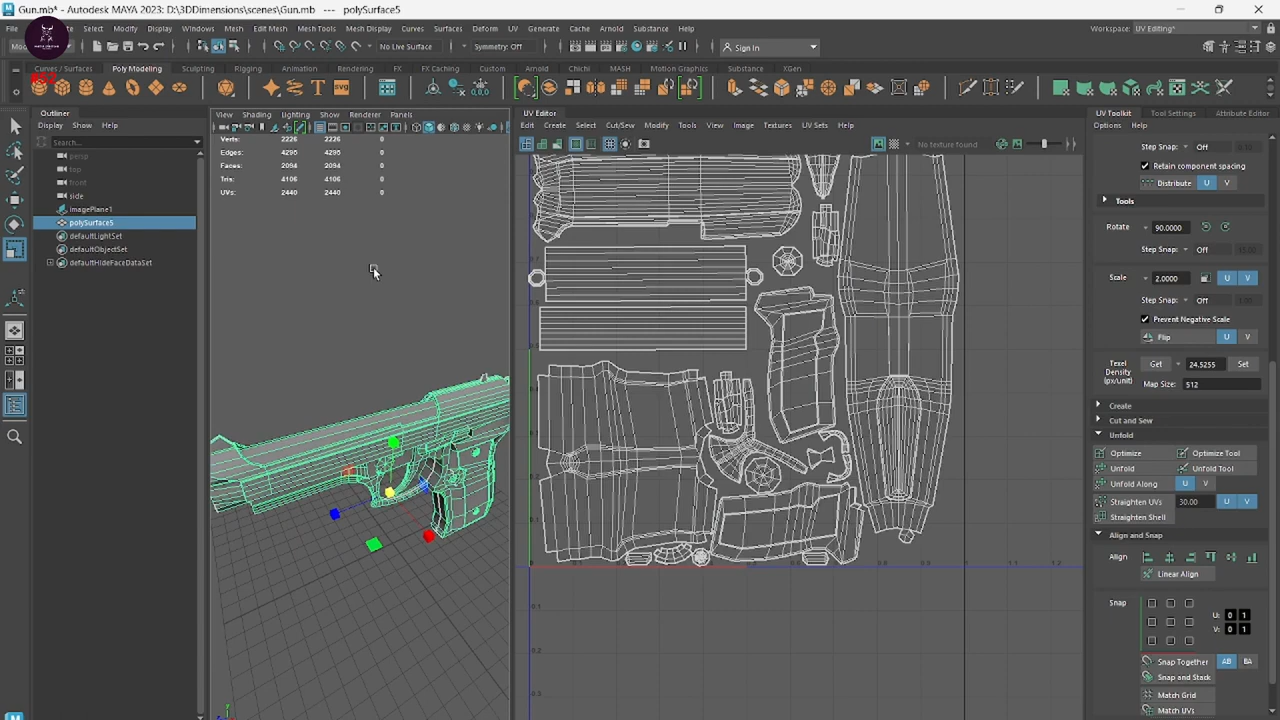 Gun.mb* - Autodesk MAYA 2023: D:\3DDimensions\scenes\Gun.mb --- polySurface5
File Select Modify Display Windows Mesh Edit Mesh Mesh Tools Mesh Display Curves Surfaces Deform UV Generate Cache Arnold Substance Help Workspace: UV Editing*
No Live Surface Symmetry: Off Sign In
Curves / Surfaces Poly Modeling Sculpting Rigging Animation Rendering FX FX Caching Custom Arnold Chichi MASH Motion Graphics Substance XGen
Outliner
Display Show Help
Search...
persp
top
front
side
imagePlane1
polySurface5
defaultLightSet
defaultObjectSet
defaultHideFaceDataSet
View Shading Lighting Show Renderer Panels
Verts: 2226 2226 0
Edges: 4295 4295 0
Faces: 2094 2094 0
Tris: 4106 4106 0
UVs: 2440 2440 0
UV Editor
Edit Create Select Cut/Sew Modify Tools View Image Textures UV Sets Help
No texture found
UV Toolkit Tool Settings Attribute Editor
Options Help
Step Snap: Off
Retain component spacing
Distribute U V
Tools
Rotate 90.0000
Step Snap: Off
Scale 2.0000 U V
Step Snap: Off
Prevent Negative Scale
Flip U V
Texel Density (px/unit) Get 24.5255 Set
Map Size: 512
Create
Cut and Sew
Unfold
Optimize Optimize Tool
Unfold Unfold Tool
Unfold Along U V
Straighten UVs 30.00 U V
Straighten Shell
Align and Snap
Align
Linear Align
Snap U: 0 1
V: 0 1
Snap Together AB BA
Snap and Stack
Match Grid
Match UVs